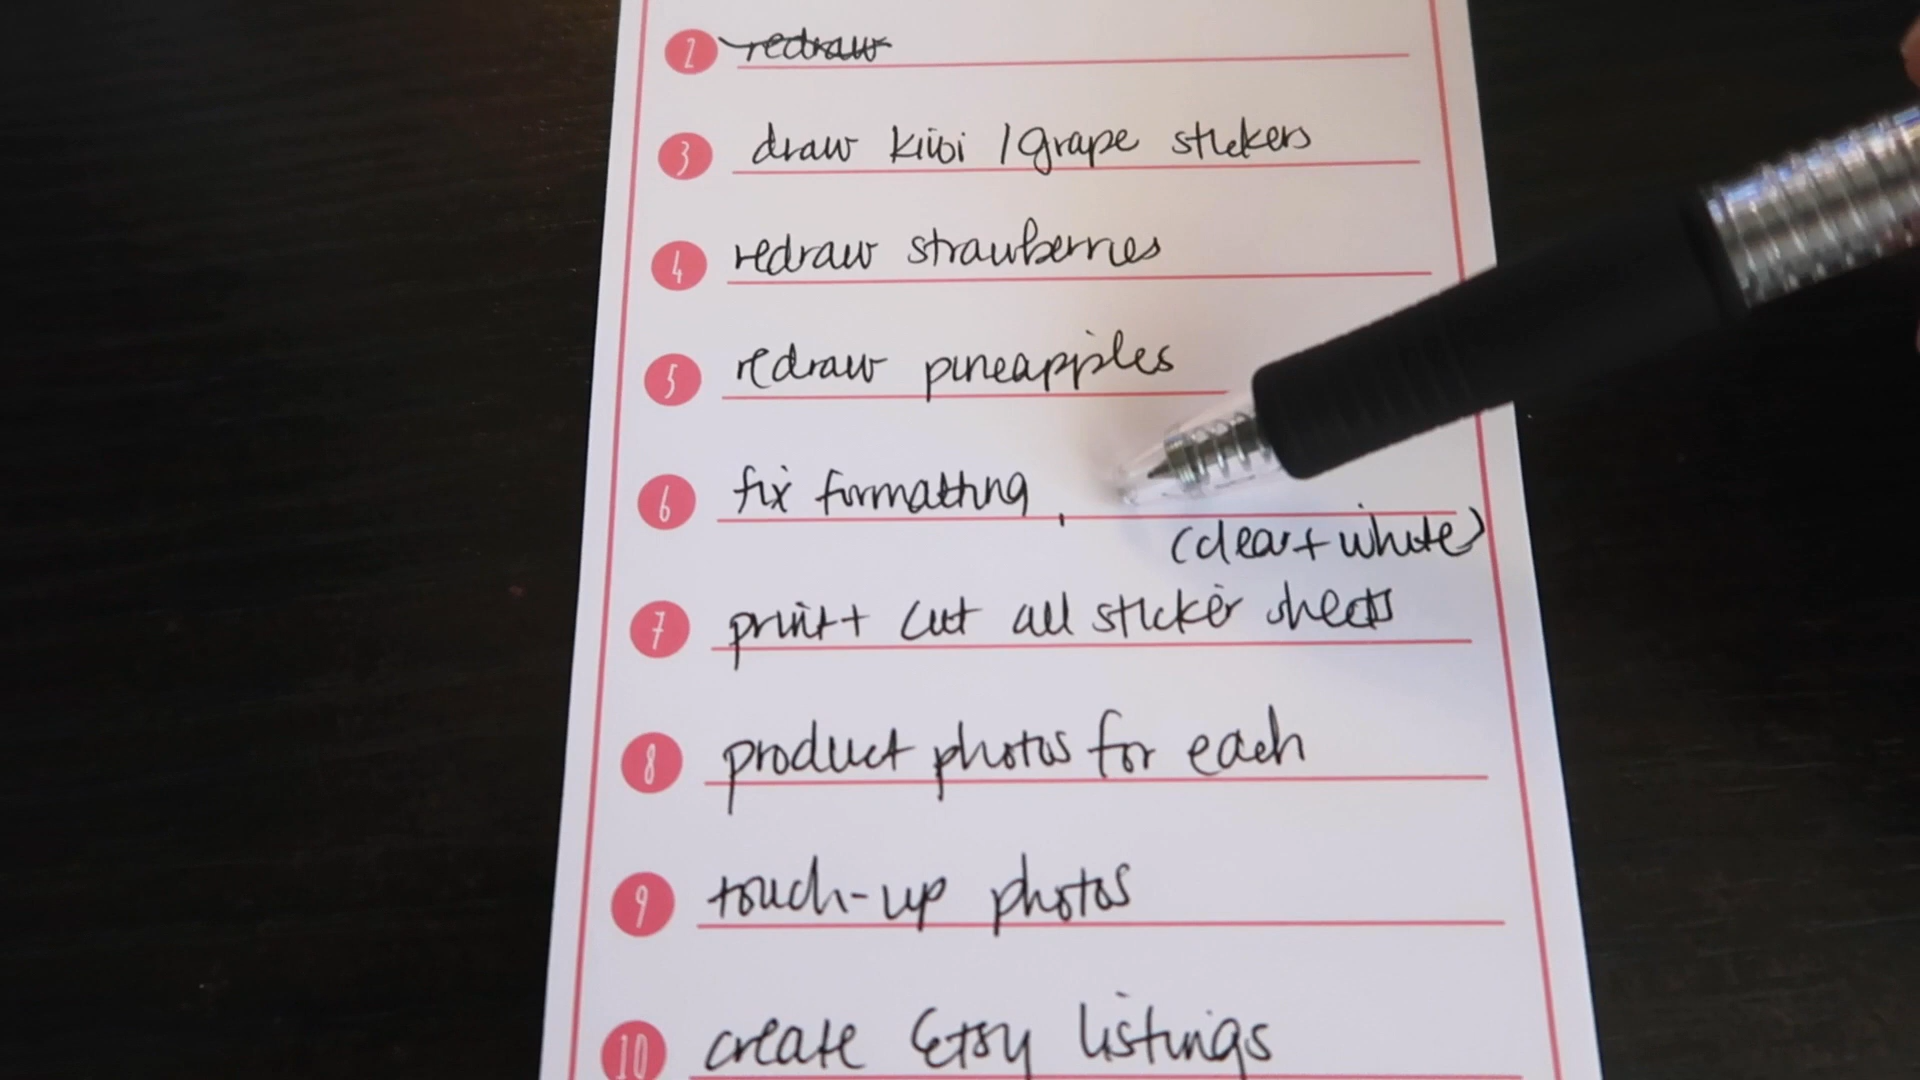 2 redraw
3 draw kiwi / grape stickers
4 redraw strawberries
5 redraw pineapples
6 fix formatting
(clear + white)
7 print + cut all sticker sheets
8 product photos for each
9 touch-up photos
10 create Etsy listings